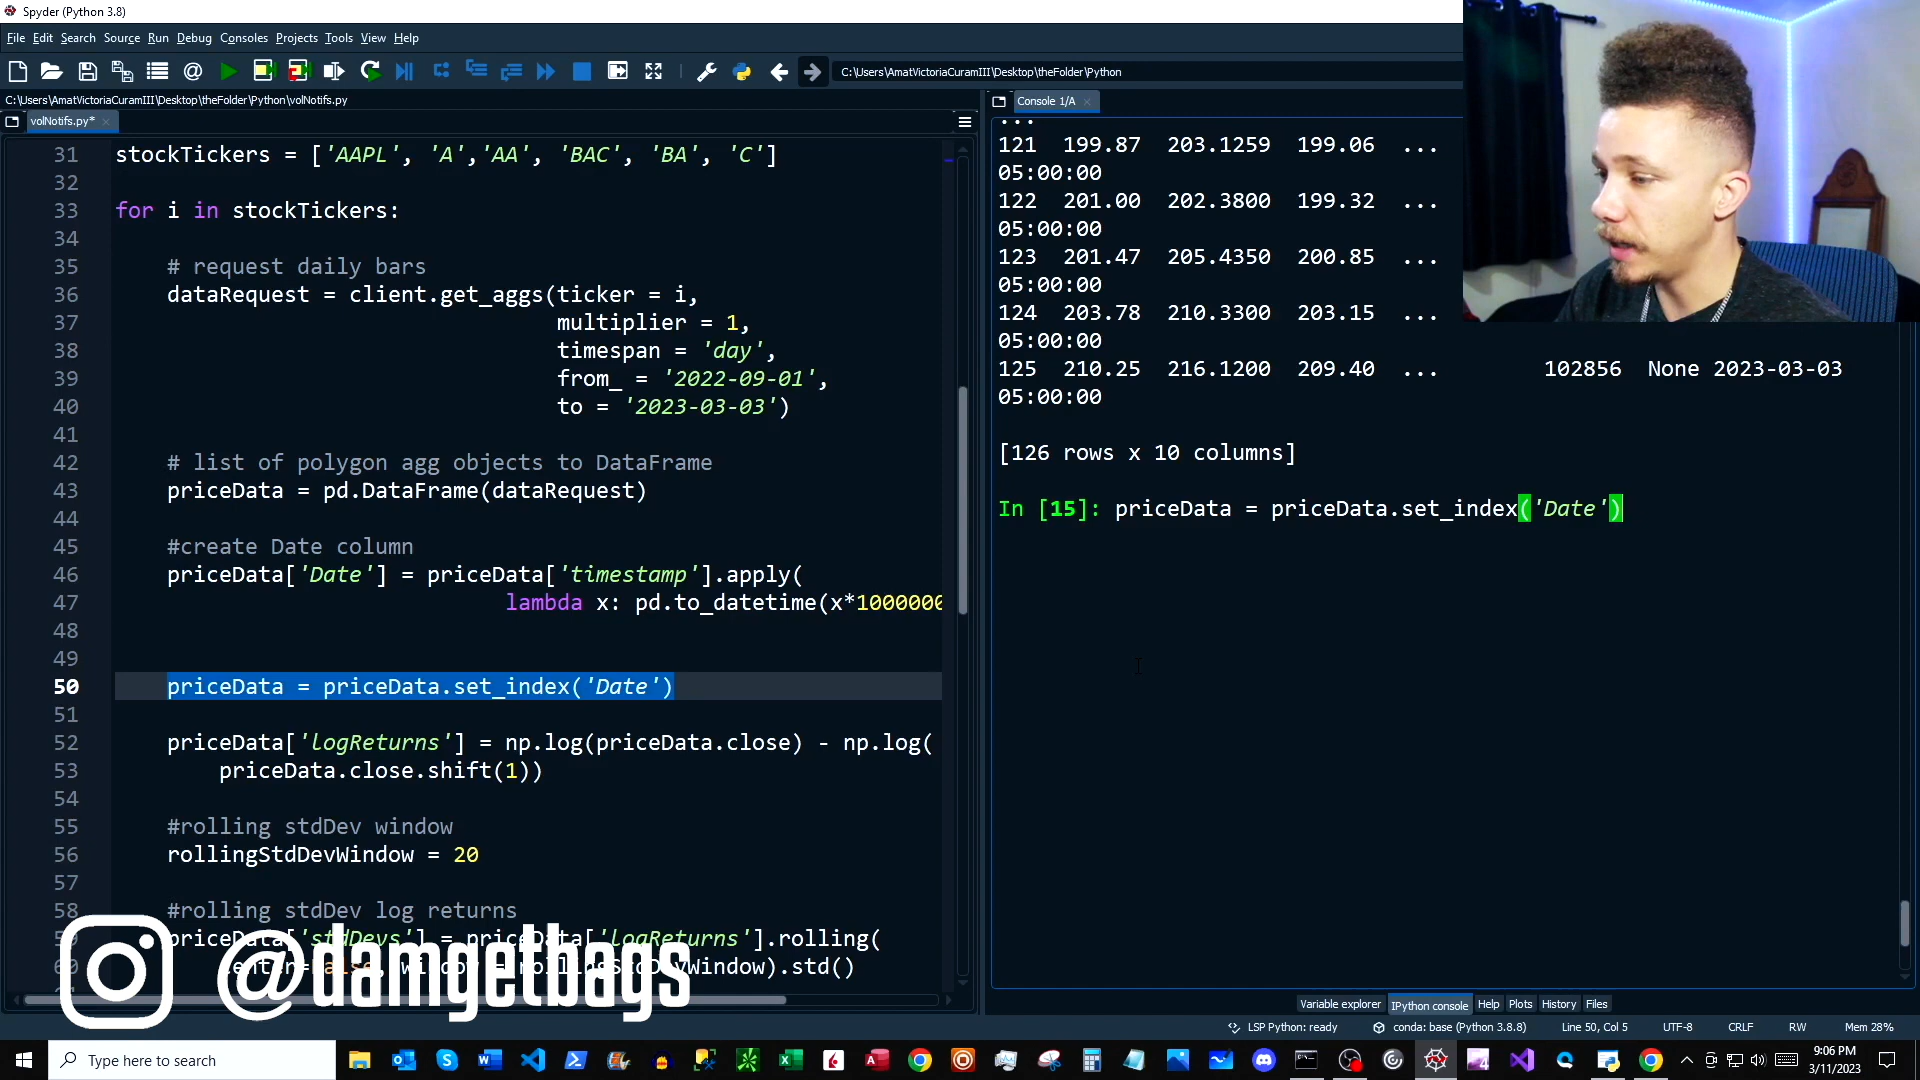 Spyder (Python 3.8)
File Edit Search Source Run Debug Consoles Projects Tools View Help
C:\Users\AmatVictoriaCuramIII\Desktop\theFolder\Python
C:\Users\AmatVictoriaCuramIII\Desktop\theFolder\Python\volNotifs.py
volNotifs.py*
31 stockTickers = ['AAPL', 'A','AA', 'BAC', 'BA', 'C']
32
33 for i in stockTickers:
34
35 # request daily bars
36 dataRequest = client.get_aggs(ticker = i,
37 multiplier = 1,
38 timespan = 'day',
39 from_ = '2022-09-01',
40 to = '2023-03-03')
41
42 # list of polygon agg objects to DataFrame
43 priceData = pd.DataFrame(dataRequest)
44
45 #create Date column
46 priceData['Date'] = priceData['timestamp'].apply(
47 lambda x: pd.to_datetime(x*1000000
48
49
50 priceData = priceData.set_index('Date')
51
52 priceData['logReturns'] = np.log(priceData.close) - np.log(
53 priceData.close.shift(1))
54
55 #rolling stdDev window
56 rollingStdDevWindow = 20
57
58 #rolling stdDev log returns
priceData['stdDevs'] = priceData['logReturns'].rolling(
center=False, window = rollingStdDevWindow).std()
@damgetbags
Console 1/A
...
121 199.87 203.1259 199.06 ...
05:00:00
122 201.00 202.3800 199.32 ...
05:00:00
123 201.47 205.4350 200.85 ...
05:00:00
124 203.78 210.3300 203.15 ...
05:00:00
125 210.25 216.1200 209.40 ... 102856 None 2023-03-03
05:00:00
[126 rows x 10 columns]
In [15]: priceData = priceData.set_index('Date')
Variable explorer IPython console Help Plots History Files
LSP Python: ready conda: base (Python 3.8.8) Line 50, Col 5 UTF-8 CRLF RW Mem 28%
Type here to search
9:06 PM
3/11/2023